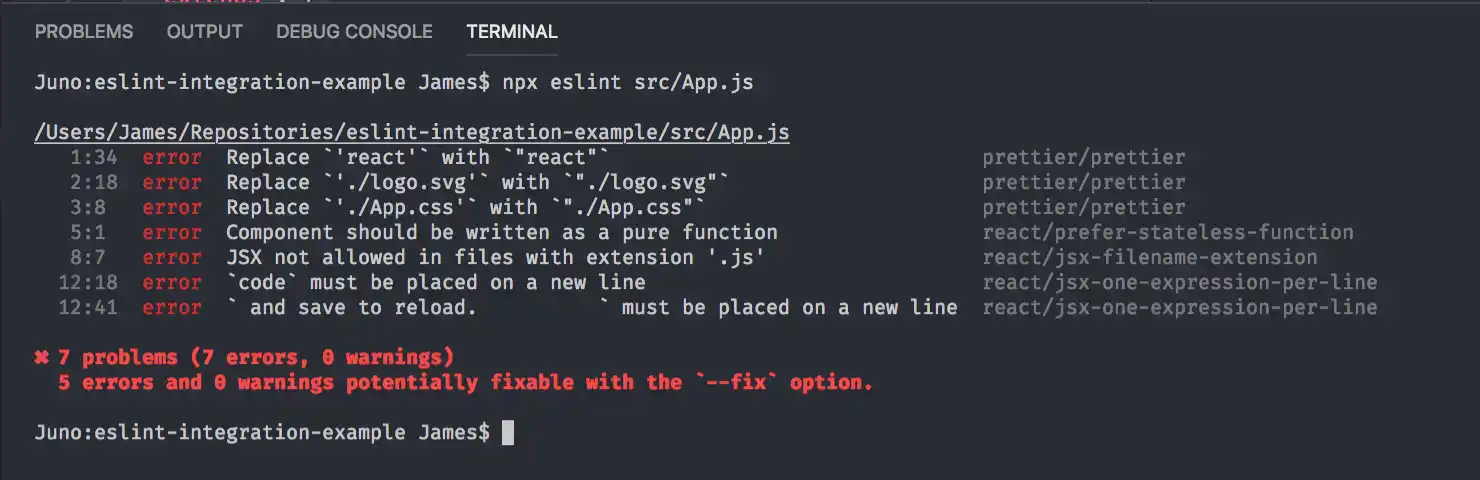 PROBLEMS OUTPUT DEBUG CONSOLE TERMINAL
Juno:eslint-integration-example James$ npx eslint src/App.js
/Users/James/Repositories/eslint-integration-example/src/App.js
1:34 error Replace `'react'` with `"react"` prettier/prettier
2:18 error Replace `'./logo.svg'` with `"./logo.svg"` prettier/prettier
3:8 error Replace `'./App.css'` with `"./App.css"` prettier/prettier
5:1 error Component should be written as a pure function react/prefer-stateless-function
8:7 error JSX not allowed in files with extension '.js' react/jsx-filename-extension
12:18 error `code` must be placed on a new line react/jsx-one-expression-per-line
12:41 error ` and save to reload.          ` must be placed on a new line react/jsx-one-expression-per-line
✖ 7 problems (7 errors, 0 warnings)
5 errors and 0 warnings potentially fixable with the `--fix` option.
Juno:eslint-integration-example James$